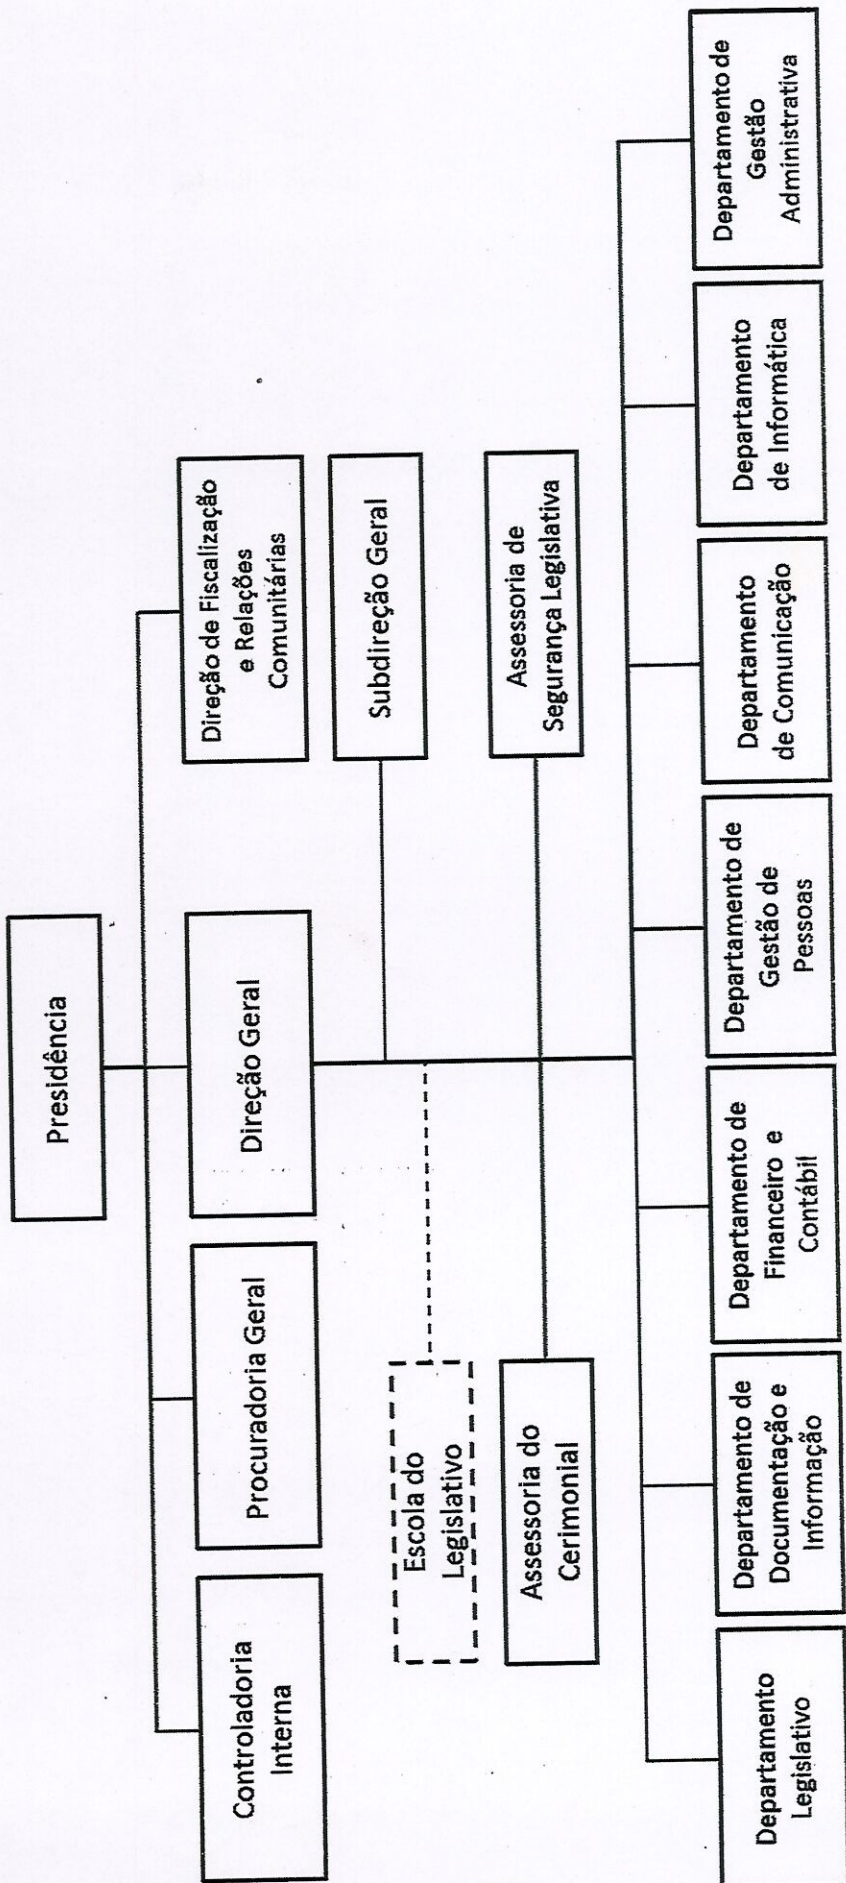 Presidência
Controladoria
Interna
Procuradoria Geral
Direção Geral
Direção de Fiscalização
e Relações
Comunitárias
Subdireção Geral
Escola do
Legislativo
Assessoria do
Cerimonial
Assessoria de
Segurança Legislativa
Departamento
Legislativo
Departamento de
Documentação e
Informação
Departamento de
Financeiro e
Contábil
Departamento de
Gestão de
Pessoas
Departamento
de Comunicação
Departamento
de Informática
Departamento de
Gestão
Administrativa